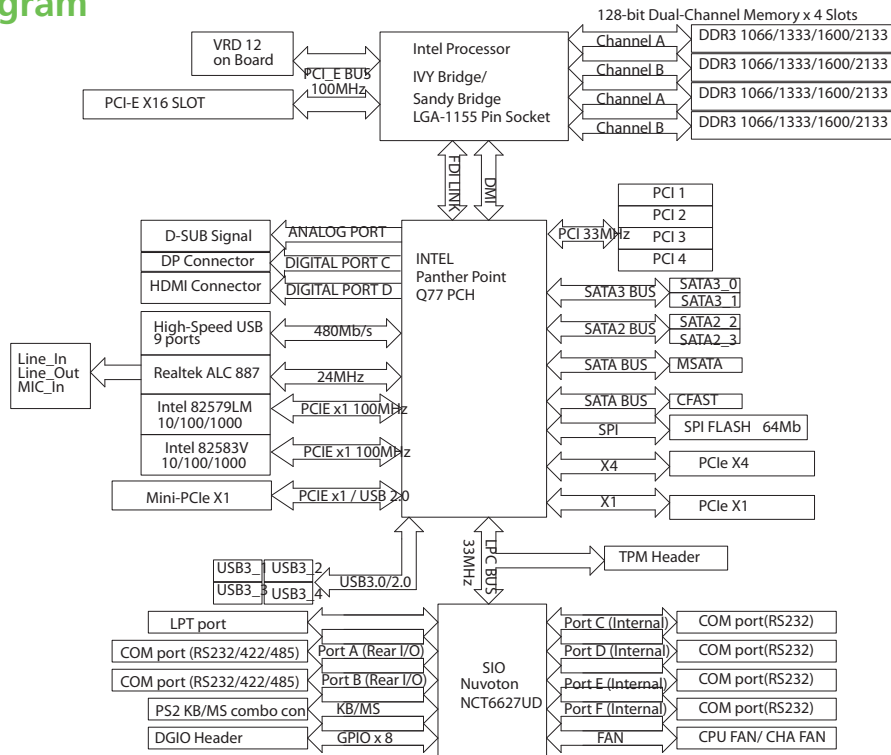 gram
128-bit Dual-Channel Memory x 4 Slots
VRD 12
on Board
PCI_E BUS
100MHz
PCI-E X16 SLOT
Intel Processor
IVY Bridge/
Sandy Bridge
LGA-1155 Pin Socket
Channel A
DDR3 1066/1333/1600/2133
Channel B
DDR3 1066/1333/1600/2133
Channel A
DDR3 1066/1333/1600/2133
Channel B
DDR3 1066/1333/1600/2133
FDI LINK
DMI
D-SUB Signal
ANALOG PORT
DP Connector
DIGITAL PORT C
HDMI Connector
DIGITAL PORT D
High-Speed USB
9 ports
480Mb/s
Line_In
Line_Out
MIC_In
Realtek ALC 887
24MHz
Intel 82579LM
10/100/1000
PCIE x1 100MHz
Intel 82583V
10/100/1000
PCIE x1 100MHz
Mini-PCIe X1
PCIE x1 / USB 2.0
INTEL
Panther Point
Q77 PCH
PCI 33MHz
PCI 1
PCI 2
PCI 3
PCI 4
SATA3 BUS
SATA3_0
SATA3_1
SATA2 BUS
SATA2_2
SATA2_3
SATA BUS
MSATA
SATA BUS
CFAST
SPI
SPI FLASH 64Mb
X4
PCIe X4
X1
PCIe X1
USB3_1
USB3_2
USB3_3
USB3_4
USB3.0/2.0
LPC BUS
33MHz
TPM Header
LPT port
COM port (RS232/422/485)
Port A (Rear I/O)
COM port (RS232/422/485)
Port B (Rear I/O)
PS2 KB/MS combo con
KB/MS
DGIO Header
GPIO x 8
SIO
Nuvoton
NCT6627UD
Port C (Internal)
COM port(RS232)
Port D (Internal)
COM port(RS232)
Port E (Internal)
COM port(RS232)
Port F (Internal)
COM port(RS232)
FAN
CPU FAN/ CHA FAN